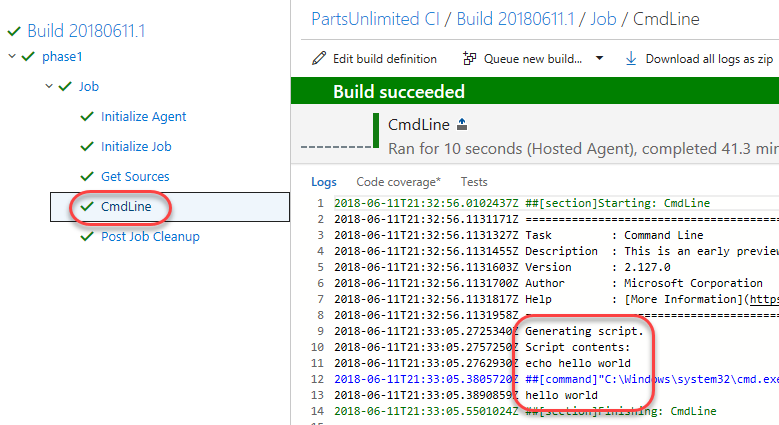 Build 20180611.1
phase1
Job
Initialize Agent
Initialize Job
Get Sources
CmdLine
Post Job Cleanup
PartsUnlimited CI / Build 20180611.1 / Job / CmdLine
Edit build definition Queue new build... Download all logs as zip
Build succeeded
CmdLine
Ran for 10 seconds (Hosted Agent), completed 41.3 min
Logs Code coverage* Tests
1 2018-06-11T21:32:56.0102437Z ##[section]Starting: CmdLine
2 2018-06-11T21:32:56.1131171Z ==============================
3 2018-06-11T21:32:56.1131327Z Task : Command Line
4 2018-06-11T21:32:56.1131455Z Description : This is an early preview
5 2018-06-11T21:32:56.1131603Z Version : 2.127.0
6 2018-06-11T21:32:56.1131700Z Author : Microsoft Corporation
7 2018-06-11T21:32:56.1131817Z Help : [More Information](https
8 2018-06-11T21:32:56.1131958Z ==============================
9 2018-06-11T21:33:05.2725340Z Generating script.
10 2018-06-11T21:33:05.2757250Z Script contents:
11 2018-06-11T21:33:05.2762930Z echo hello world
12 2018-06-11T21:33:05.3805720Z ##[command]"C:\Windows\system32\cmd.exe
13 2018-06-11T21:33:05.3890859Z hello world
14 2018-06-11T21:33:05.5501024Z ##[section]Finishing: CmdLine